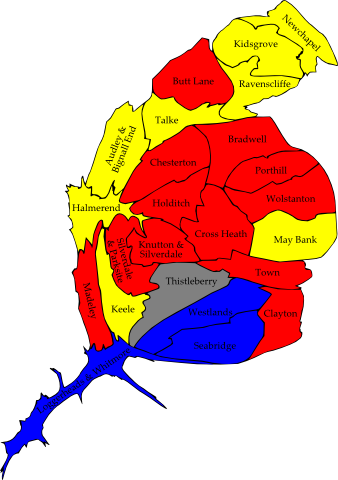 Newchapel
Kidsgrove
Butt Lane
Ravenscliffe
Talke
Audley &
Bignall End
Bradwell
Chesterton
Porthill
Holditch
Wolstanton
Halmerend
Cross Heath
May Bank
Silverdale
& Parksite
Knutton &
Silverdale
Town
Thistleberry
Madeley
Keele
Westlands
Clayton
Seabridge
Loggerheads & Whitmore